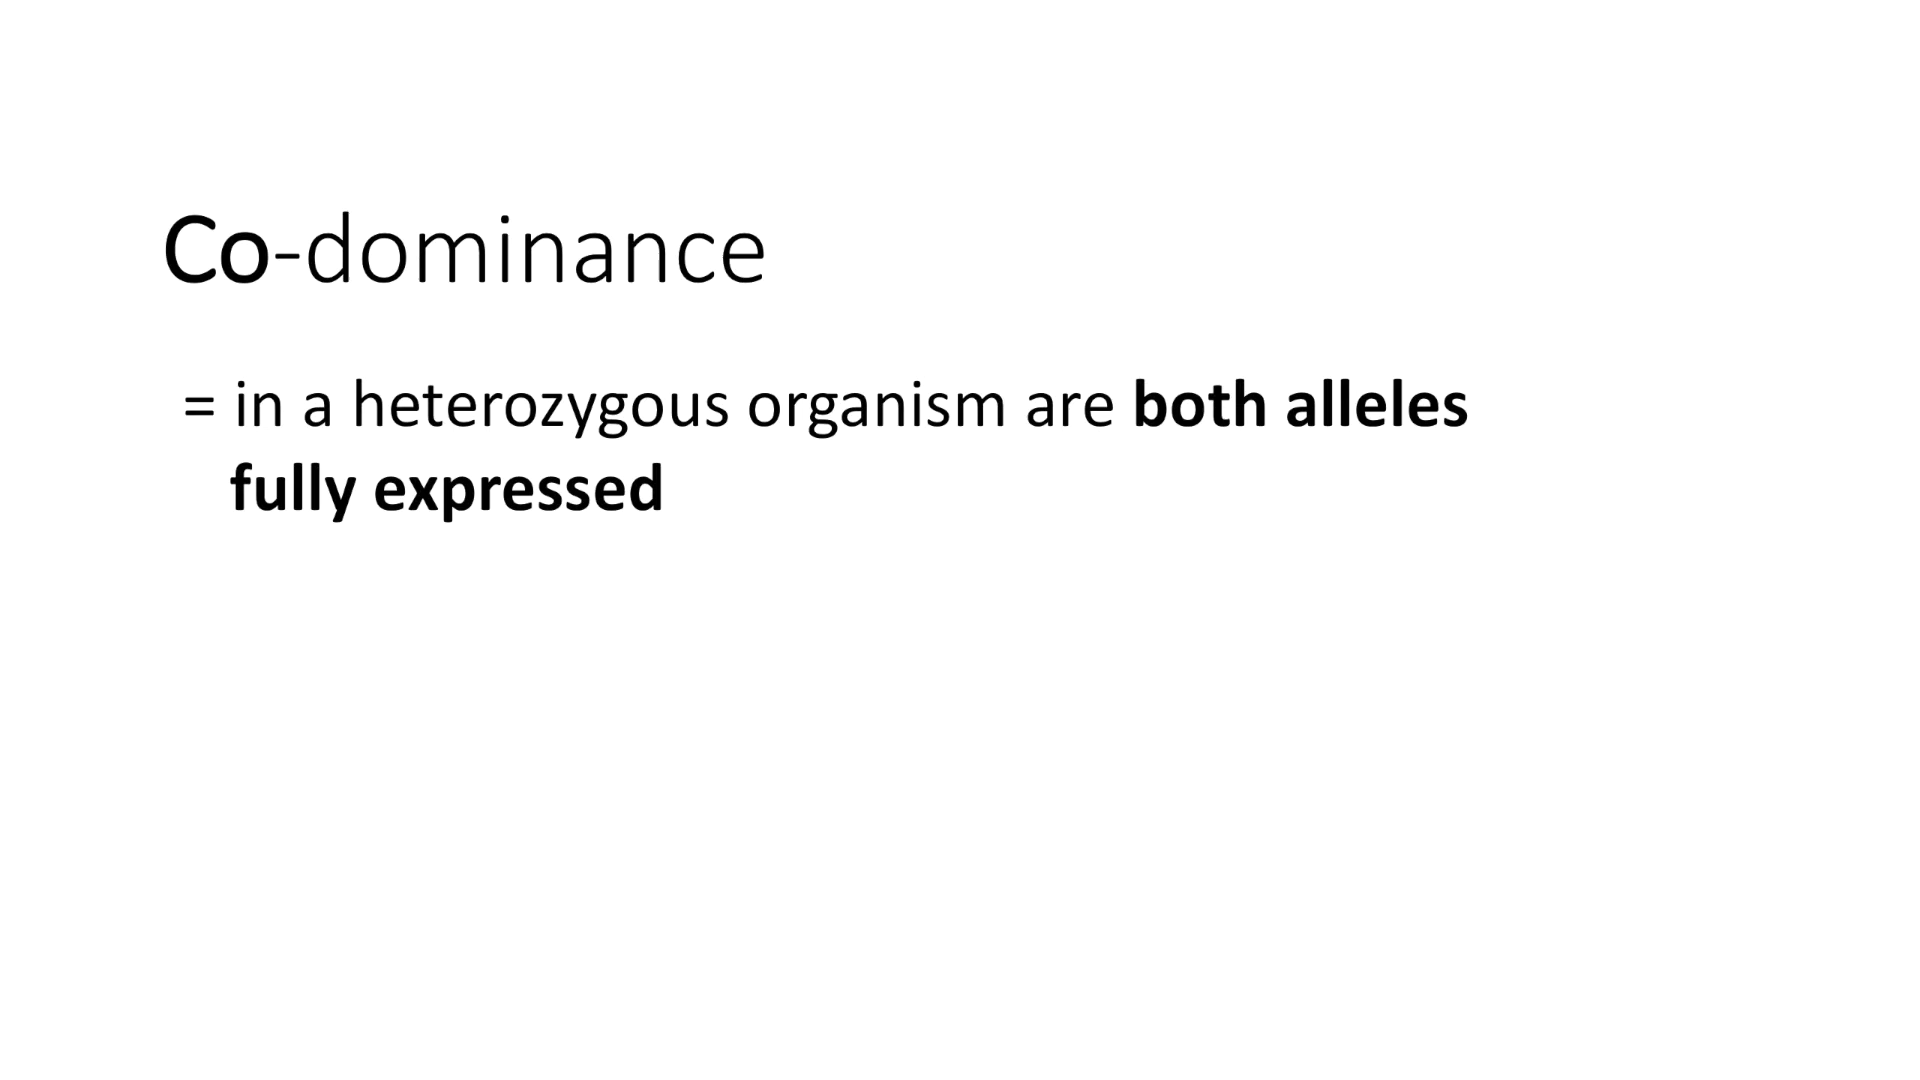 Co-dominance
= in a heterozygous organism are both alleles
fully expressed